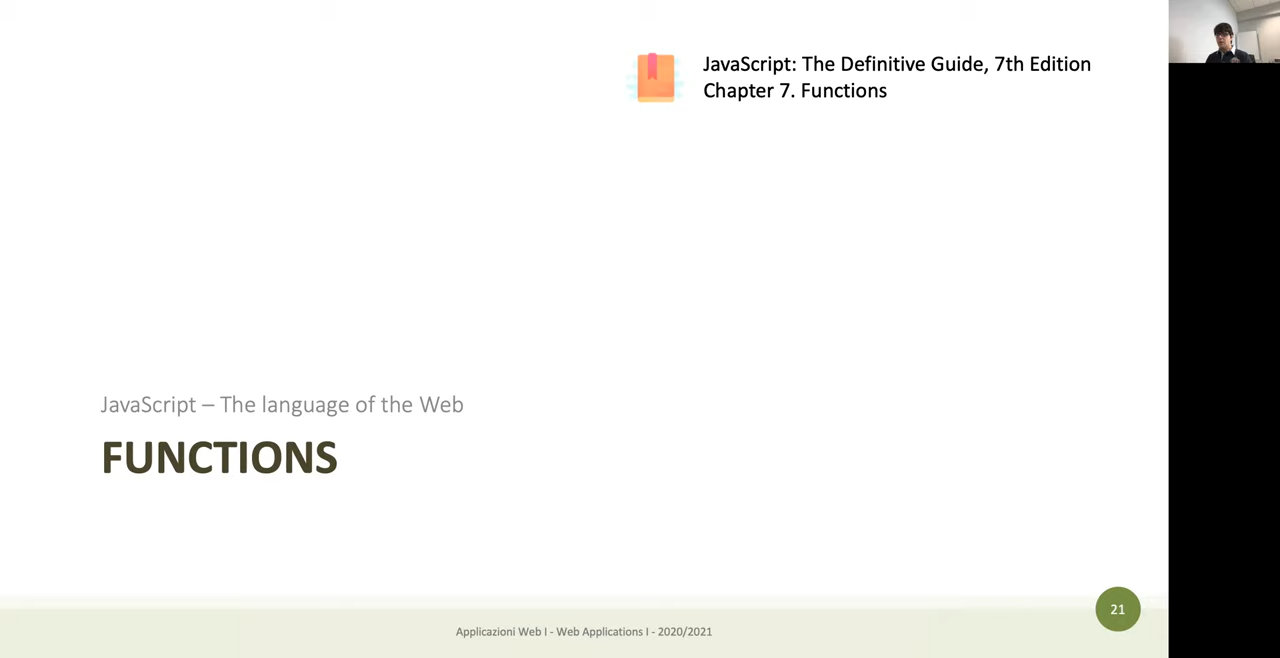 JavaScript: The Definitive Guide, 7th Edition
Chapter 7. Functions
JavaScript – The language of the Web
FUNCTIONS
21
Applicazioni Web I - Web Applications I - 2020/2021